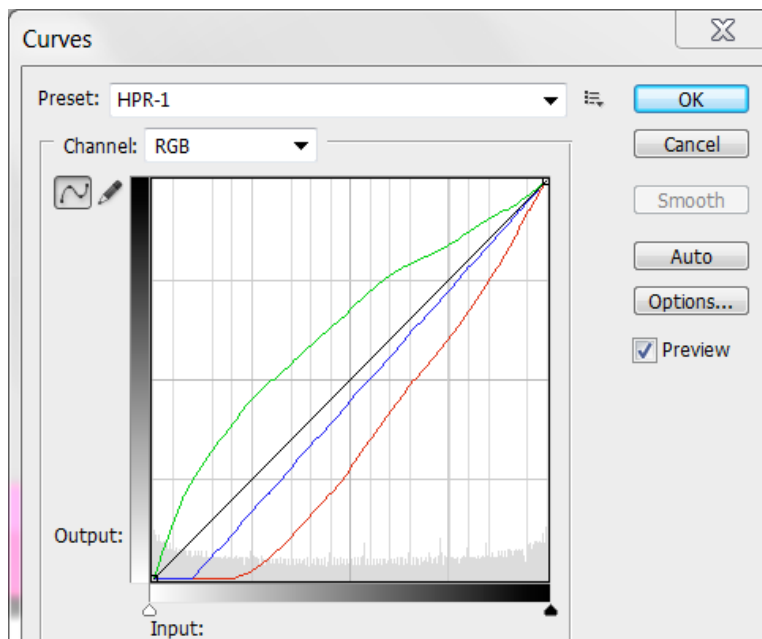 Curves
Preset: HPR-1
OK
Channel: RGB
Cancel
Smooth
Auto
Options...
Preview
Output:
Input: